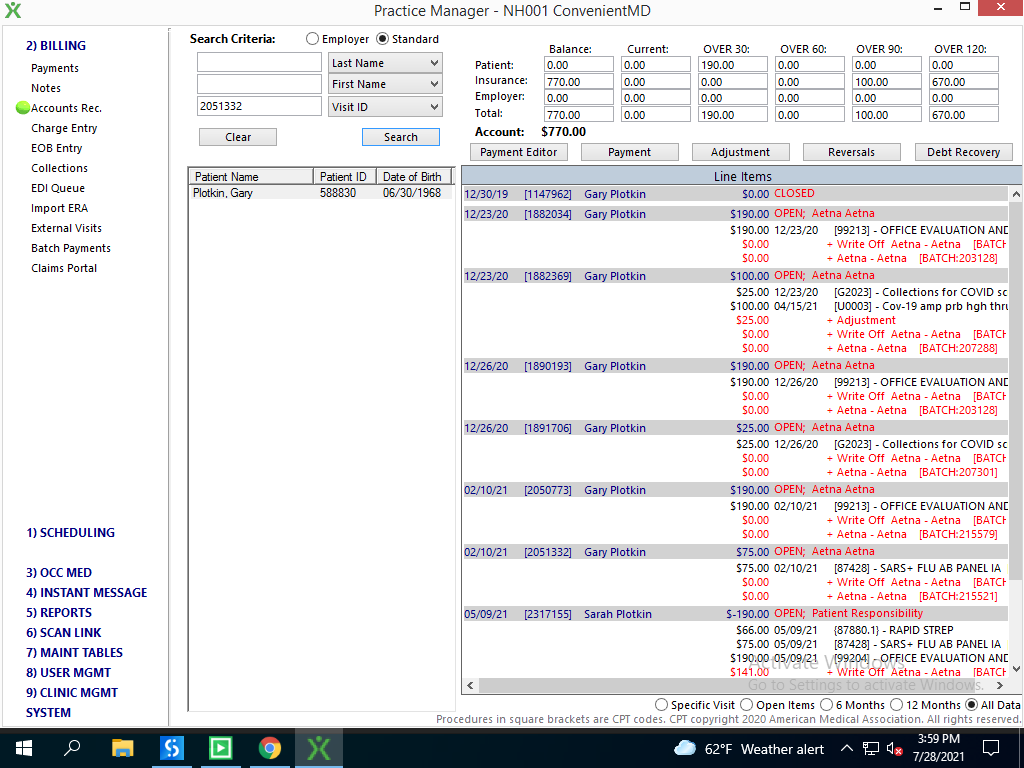 Practice Manager - NH001 ConvenientMD
2) BILLING
Payments
Notes
Accounts Rec.
Charge Entry
EOB Entry
Collections
EDI Queue
Import ERA
External Visits
Batch Payments
Claims Portal
1) SCHEDULING
3) OCC MED
4) INSTANT MESSAGE
5) REPORTS
6) SCAN LINK
7) MAINT TABLES
8) USER MGMT
9) CLINIC MGMT
SYSTEM
Search Criteria: Employer Standard
Last Name
First Name
2051332 Visit ID
Clear Search
Patient Name Patient ID Date of Birth
Plotkin, Gary 588830 06/30/1968
Balance: Current: OVER 30: OVER 60: OVER 90: OVER 120:
Patient: 0.00 0.00 190.00 0.00 0.00 0.00
Insurance: 770.00 0.00 0.00 0.00 100.00 670.00
Employer: 0.00 0.00 0.00 0.00 0.00 0.00
Total: 770.00 0.00 190.00 0.00 100.00 670.00
Account: $770.00
Payment Editor Payment Adjustment Reversals Debt Recovery
Line Items
12/30/19 [1147962] Gary Plotkin $0.00 CLOSED
12/23/20 [1882034] Gary Plotkin $190.00 OPEN; Aetna Aetna
$190.00 12/23/20 [99213] - OFFICE EVALUATION AND
$0.00 + Write Off Aetna - Aetna [BATCH
$0.00 + Aetna - Aetna [BATCH:203128]
12/23/20 [1882369] Gary Plotkin $100.00 OPEN; Aetna Aetna
$25.00 12/23/20 [G2023] - Collections for COVID sc
$100.00 04/15/21 [U0003] - Cov-19 amp prb hgh thru
$25.00 + Adjustment
$0.00 + Write Off Aetna - Aetna [BATCH
$0.00 + Aetna - Aetna [BATCH:207288]
12/26/20 [1890193] Gary Plotkin $190.00 OPEN; Aetna Aetna
$190.00 12/26/20 [99213] - OFFICE EVALUATION AND
$0.00 + Write Off Aetna - Aetna [BATCH
$0.00 + Aetna - Aetna [BATCH:203128]
12/26/20 [1891706] Gary Plotkin $25.00 OPEN; Aetna Aetna
$25.00 12/26/20 [G2023] - Collections for COVID sc
$0.00 + Write Off Aetna - Aetna [BATCH
$0.00 + Aetna - Aetna [BATCH:207301]
02/10/21 [2050773] Gary Plotkin $190.00 OPEN; Aetna Aetna
$190.00 02/10/21 [99213] - OFFICE EVALUATION AND
$0.00 + Write Off Aetna - Aetna [BATCH
$0.00 + Aetna - Aetna [BATCH:215579]
02/10/21 [2051332] Gary Plotkin $75.00 OPEN; Aetna Aetna
$75.00 02/10/21 [87428] - SARS+ FLU AB PANEL IA
$0.00 + Write Off Aetna - Aetna [BATCH
$0.00 + Aetna - Aetna [BATCH:215521]
05/09/21 [2317155] Sarah Plotkin $-190.00 OPEN; Patient Responsibility
$66.00 05/09/21 {87880.1} - RAPID STREP
$75.00 05/09/21 [87428] - SARS+ FLU AB PANEL IA
$190.00 05/09/21 [99204] - OFFICE EVALUATION AND
$141.00 + Write Off Aetna - Aetna [BATCH
Activate Windows
Go to Settings to activate Windows.
Specific Visit Open Items 6 Months 12 Months All Data
Procedures in square brackets are CPT codes. CPT copyright 2020 American Medical Association. All rights reserved.
62°F Weather alert
3:59 PM
7/28/2021